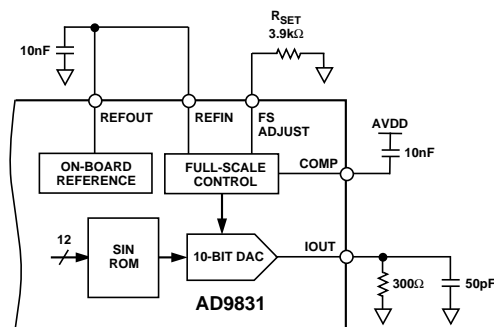 R_SET
3.9kΩ
10nF
REFOUT
REFIN
FS
ADJUST
AVDD
10nF
COMP
ON-BOARD
REFERENCE
FULL-SCALE
CONTROL
12
SIN
ROM
10-BIT DAC
IOUT
300Ω
50pF
AD9831